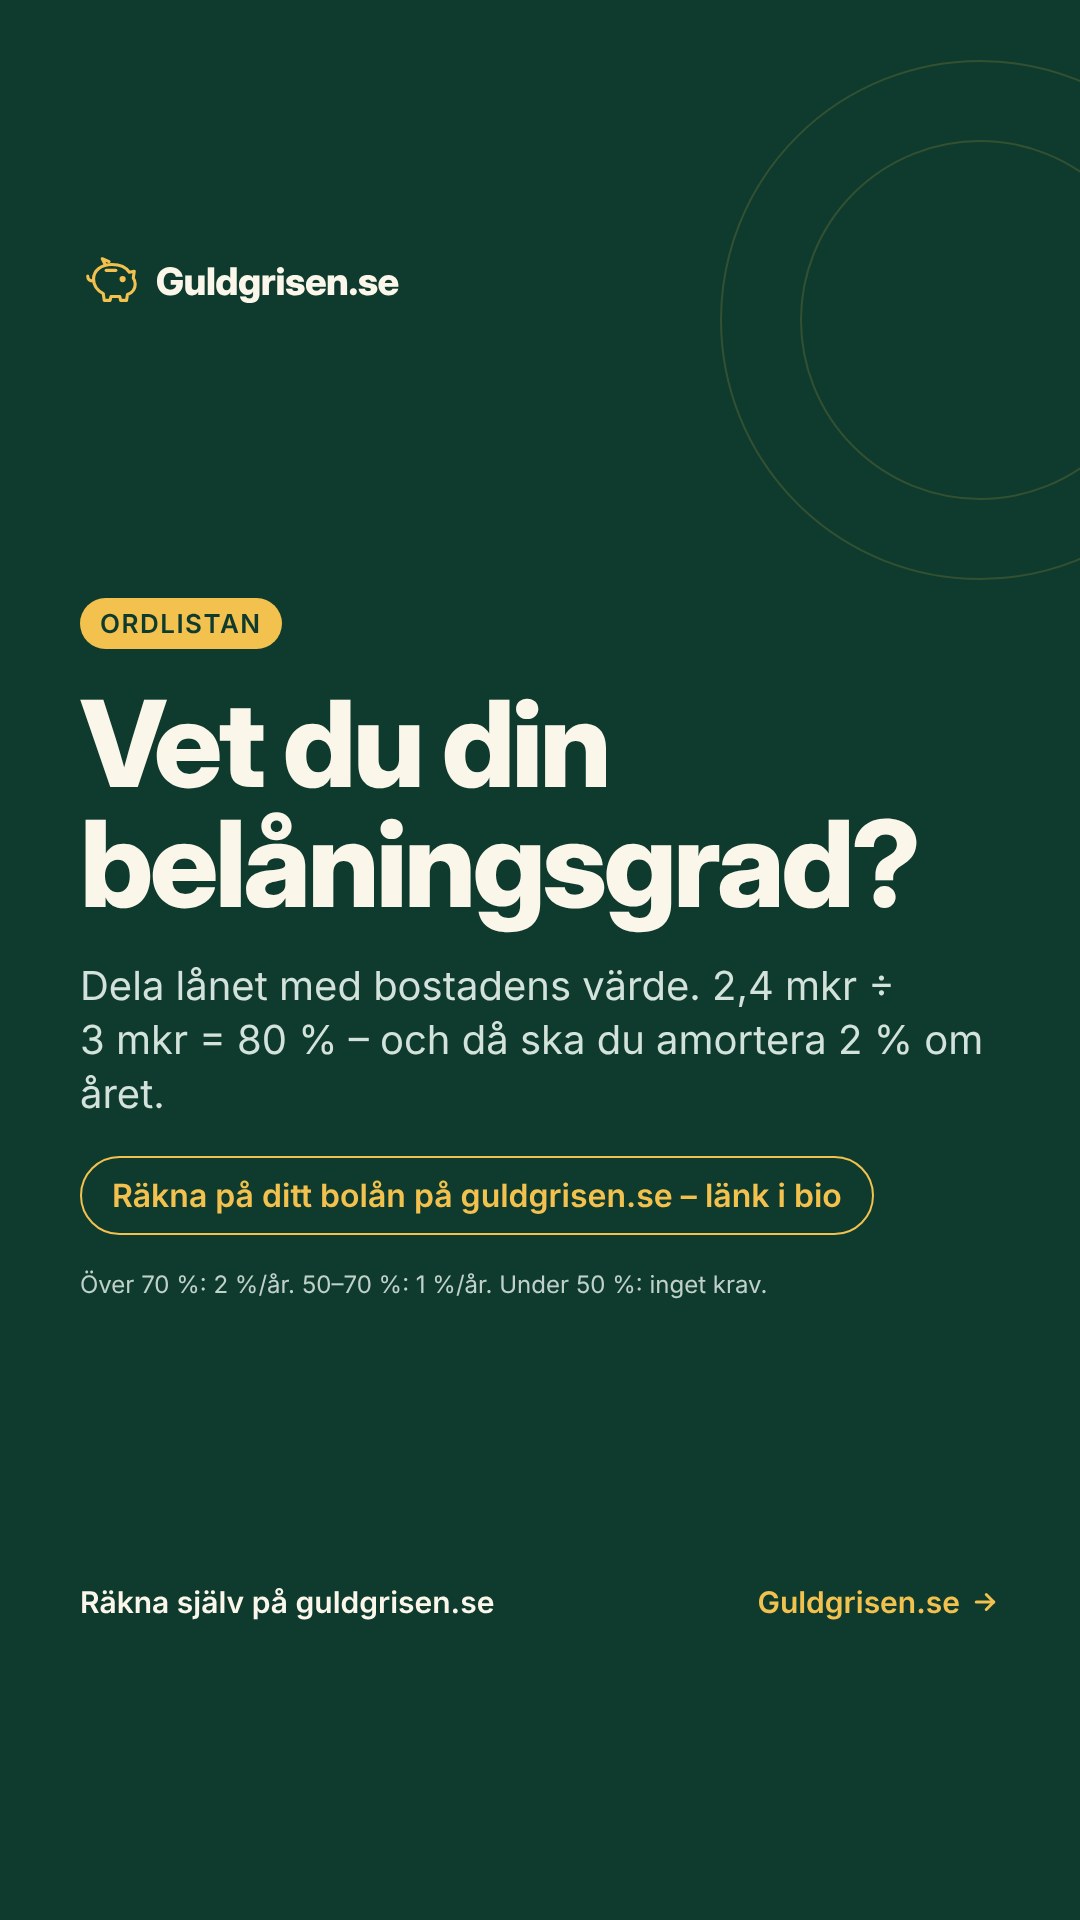 Guldgrisen.se
ORDLISTAN
Vet du din
belåningsgrad?
Dela lånet med bostadens värde. 2,4 mkr ÷
3 mkr = 80 % – och då ska du amortera 2 % om
året.
Räkna på ditt bolån på guldgrisen.se – länk i bio
Över 70 %: 2 %/år. 50–70 %: 1 %/år. Under 50 %: inget krav.
Räkna själv på guldgrisen.se
Guldgrisen.se →